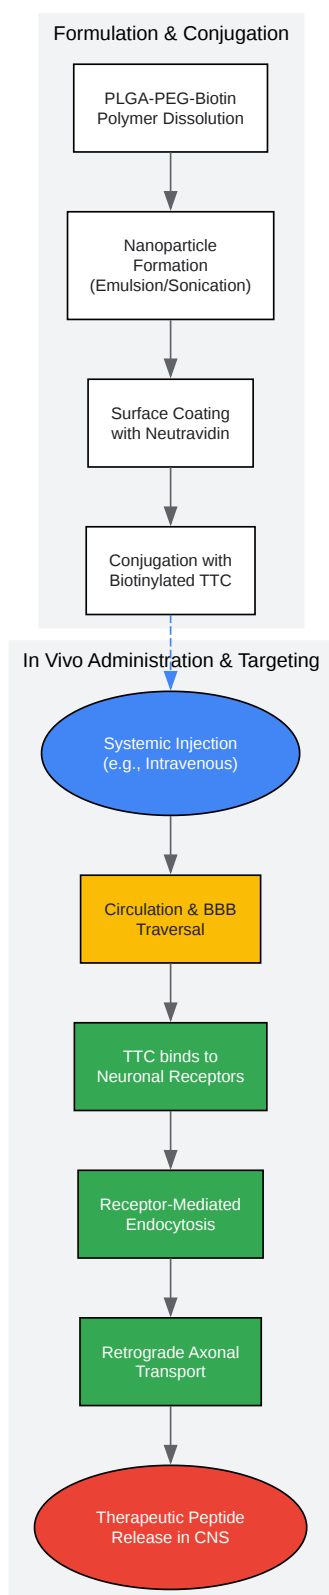 Formulation & Conjugation
PLGA-PEG-Biotin
Polymer Dissolution
Nanoparticle
Formation
(Emulsion/Sonication)
Surface Coating
with Neutravidin
Conjugation with
Biotinylated TTC
In Vivo Administration & Targeting
Systemic Injection
(e.g., Intravenous)
Circulation & BBB
Traversal
TTC binds to
Neuronal Receptors
Receptor-Mediated
Endocytosis
Retrograde Axonal
Transport
Therapeutic Peptide
Release in CNS